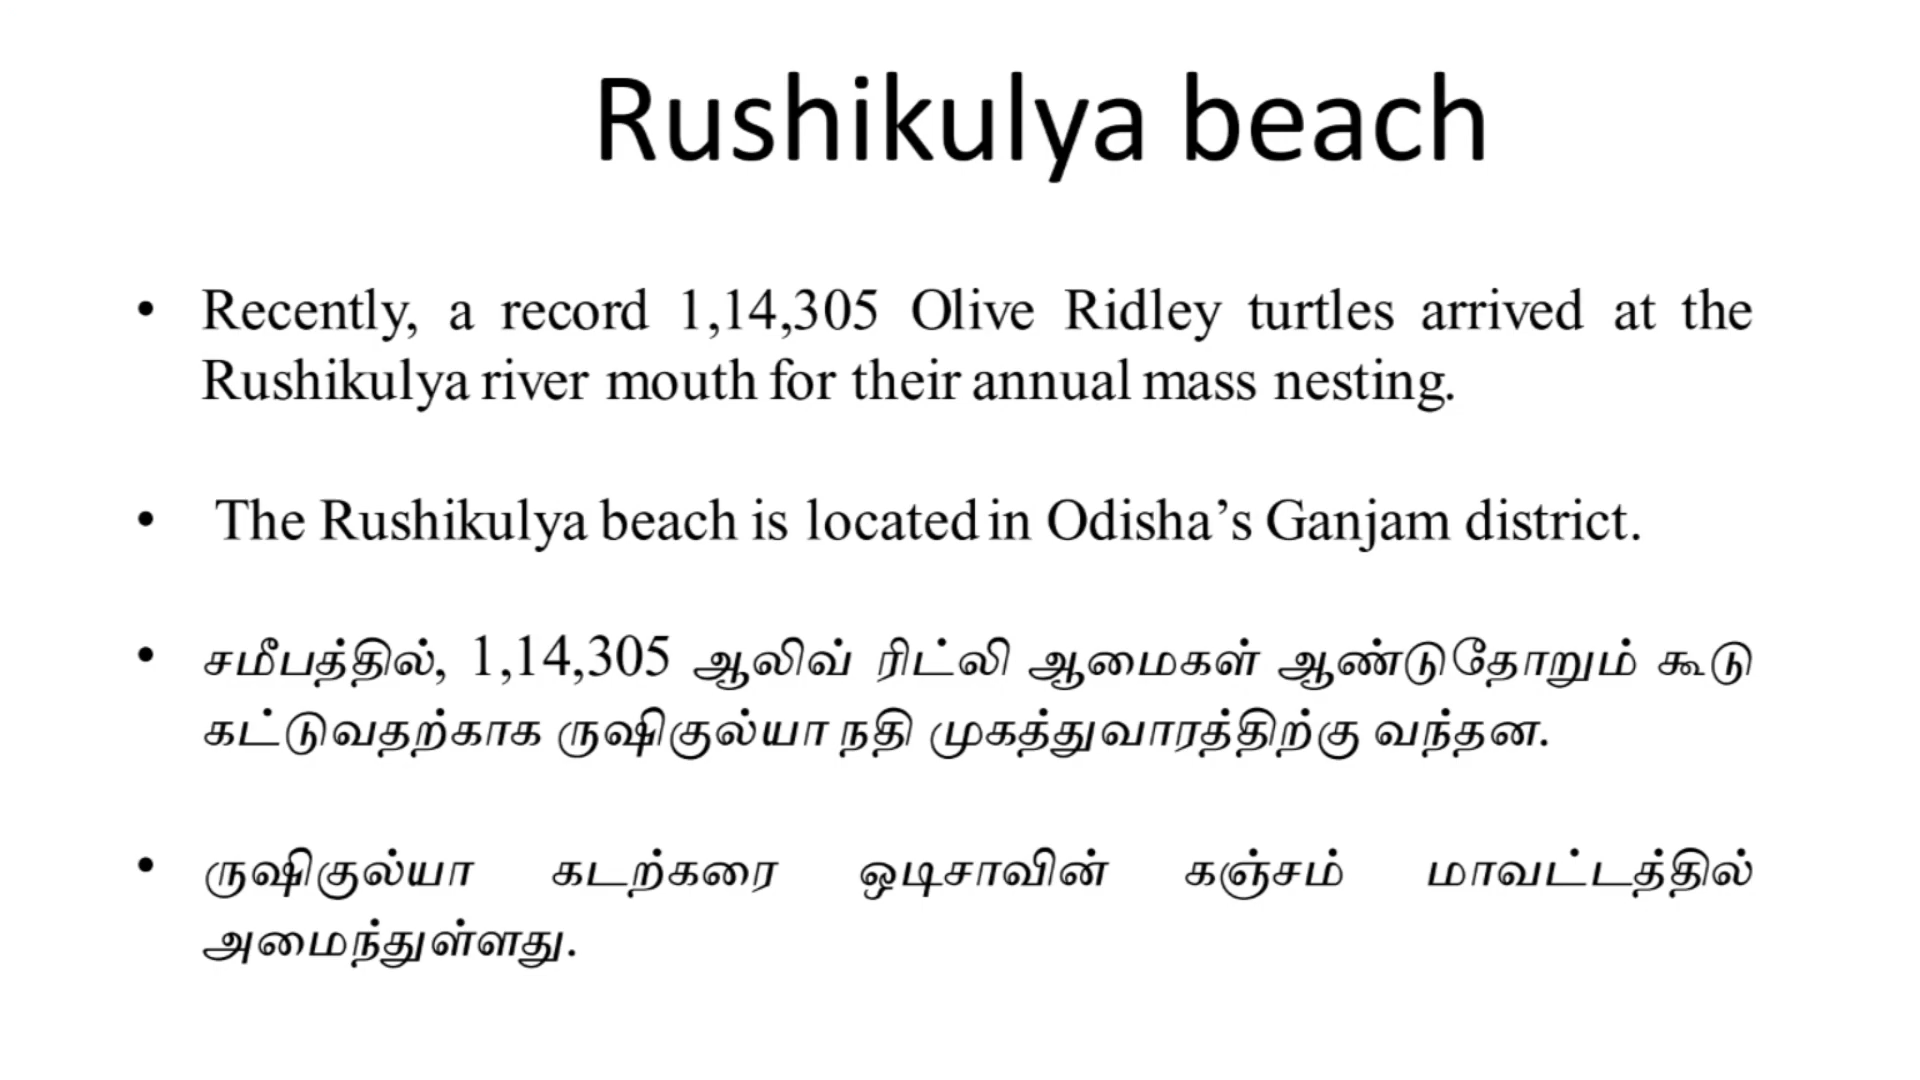 Rushikulya beach
• Recently, a record 1,14,305 Olive Ridley turtles arrived at the
Rushikulya river mouth for their annual mass nesting.
• The Rushikulya beach is located in Odisha’s Ganjam district.
• சமீபத்தில், 1,14,305 ஆலிவ் ரிட்லி ஆமைகள் ஆண்டுதோறும் கூடு
கட்டுவதற்காக ருஷிகுல்யா நதி முகத்துவாரத்திற்கு வந்தன.
• ருஷிகுல்யா கடற்கரை ஒடிசாவின் கஞ்சம் மாவட்டத்தில்
அமைந்துள்ளது.